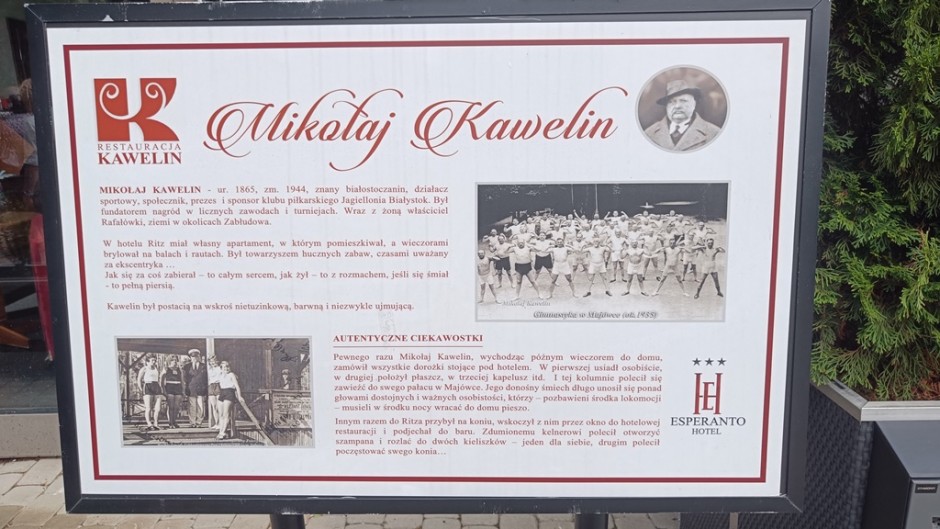 Mikołaj Kawelin
RESTAURACJA
KAWELIN
MIKOŁAJ KAWELIN - ur. 1865, zm. 1944, znany białostoczanin, działacz
sportowy, społecznik, prezes i sponsor klubu piłkarskiego Jagiellonia Białystok. Był
fundatorem nagród w licznych zawodach i turniejach. Wraz z żoną właściciel
Rafałówki, ziemi w okolicach Zabłudowa.
W hotelu Ritz miał własny apartament, w którym pomieszkiwał, a wieczorami
brylował na balach i rautach. Był towarzyszem hucznych zabaw, czasami uważany
za ekscentryka ...
Jak się za coś zabierał – to całym sercem, jak żył – to z rozmachem, jeśli się śmiał
- to pełną piersią.
Kawelin był postacią na wskroś nietuzinkową, barwną i niezwykle ujmującą.
Mikołaj Kawelin
Gimnastyka w Majówce (ok. 1935)
AUTENTYCZNE CIEKAWOSTKI
Pewnego razu Mikołaj Kawelin, wychodząc późnym wieczorem do domu,
zamówił wszystkie dorożki stojące pod hotelem. W pierwszej usiadł osobiście,
w drugiej położył płaszcz, w trzeciej kapelusz itd. I tej kolumnie polecił się
zawieźć do swego pałacu w Majówce. Jego donośny śmiech długo unosił się ponad
głowami dostojnych i ważnych osobistości, którzy – pozbawieni środka lokomocji
– musieli w środku nocy wracać do domu pieszo.
Innym razem do Ritza przybył na koniu, wskoczył z nim przez okno do hotelowej
restauracji i podjechał do baru. Zdumionemu kelnerowi polecił otworzyć
szampana i rozlać do dwóch kieliszków – jeden dla siebie, drugim polecił
poczęstować swego konia...
ESPERANTO
HOTEL